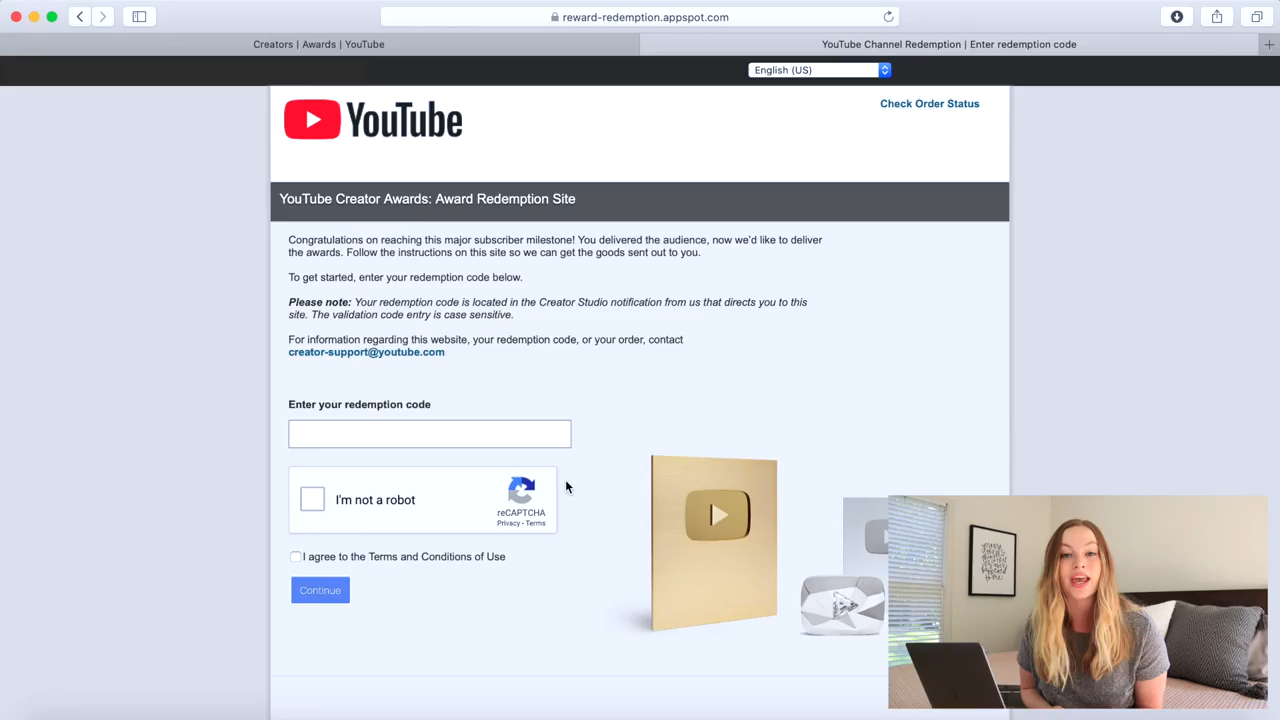 reward-redemption.appspot.com
Creators | Awards | YouTube
YouTube Channel Redemption | Enter redemption code
English (US)
YouTube
Check Order Status
YouTube Creator Awards: Award Redemption Site
Congratulations on reaching this major subscriber milestone! You delivered the audience, now we'd like to deliver
the awards. Follow the instructions on this site so we can get the goods sent out to you.
To get started, enter your redemption code below.
Please note: Your redemption code is located in the Creator Studio notification from us that directs you to this
site. The validation code entry is case sensitive.
For information regarding this website, your redemption code, or your order, contact
creator-support@youtube.com
Enter your redemption code
I'm not a robot
reCAPTCHA
Privacy - Terms
I agree to the Terms and Conditions of Use
Continue